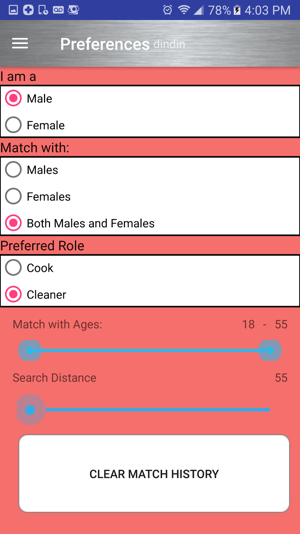 78% 4:03 PM
Preferences dindin
I am a
Male
Female
Match with:
Males
Females
Both Males and Females
Preferred Role
Cook
Cleaner
Match with Ages: 18 - 55
Search Distance 55
CLEAR MATCH HISTORY